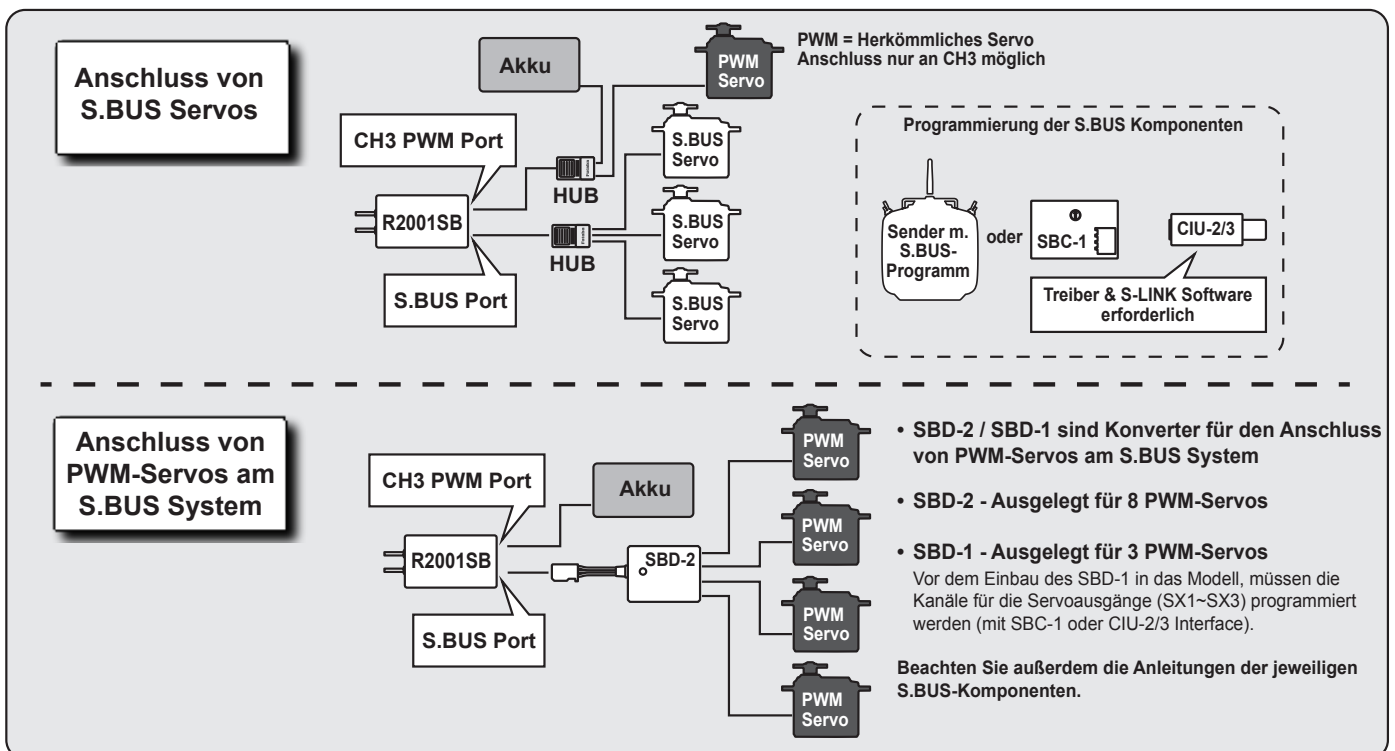 Anschluss von
S.BUS Servos
Akku
PWM
Servo
PWM = Herkömmliches Servo
Anschluss nur an CH3 möglich
CH3 PWM Port
R2001SB
S.BUS Port
HUB
HUB
S.BUS
Servo
S.BUS
Servo
S.BUS
Servo
Programmierung der S.BUS Komponenten
Sender m.
S.BUS-
Programm
oder
SBC-1
CIU-2/3
Treiber & S-LINK Software
erforderlich
Anschluss von
PWM-Servos am
S.BUS System
CH3 PWM Port
Akku
R2001SB
S.BUS Port
SBD-2
PWM
Servo
PWM
Servo
PWM
Servo
PWM
Servo
• SBD-2 / SBD-1 sind Konverter für den Anschluss
von PWM-Servos am S.BUS System
• SBD-2 - Ausgelegt für 8 PWM-Servos
• SBD-1 - Ausgelegt für 3 PWM-Servos
Vor dem Einbau des SBD-1 in das Modell, müssen die
Kanäle für die Servoausgänge (SX1~SX3) programmiert
werden (mit SBC-1 oder CIU-2/3 Interface).
Beachten Sie außerdem die Anleitungen der jeweiligen
S.BUS-Komponenten.